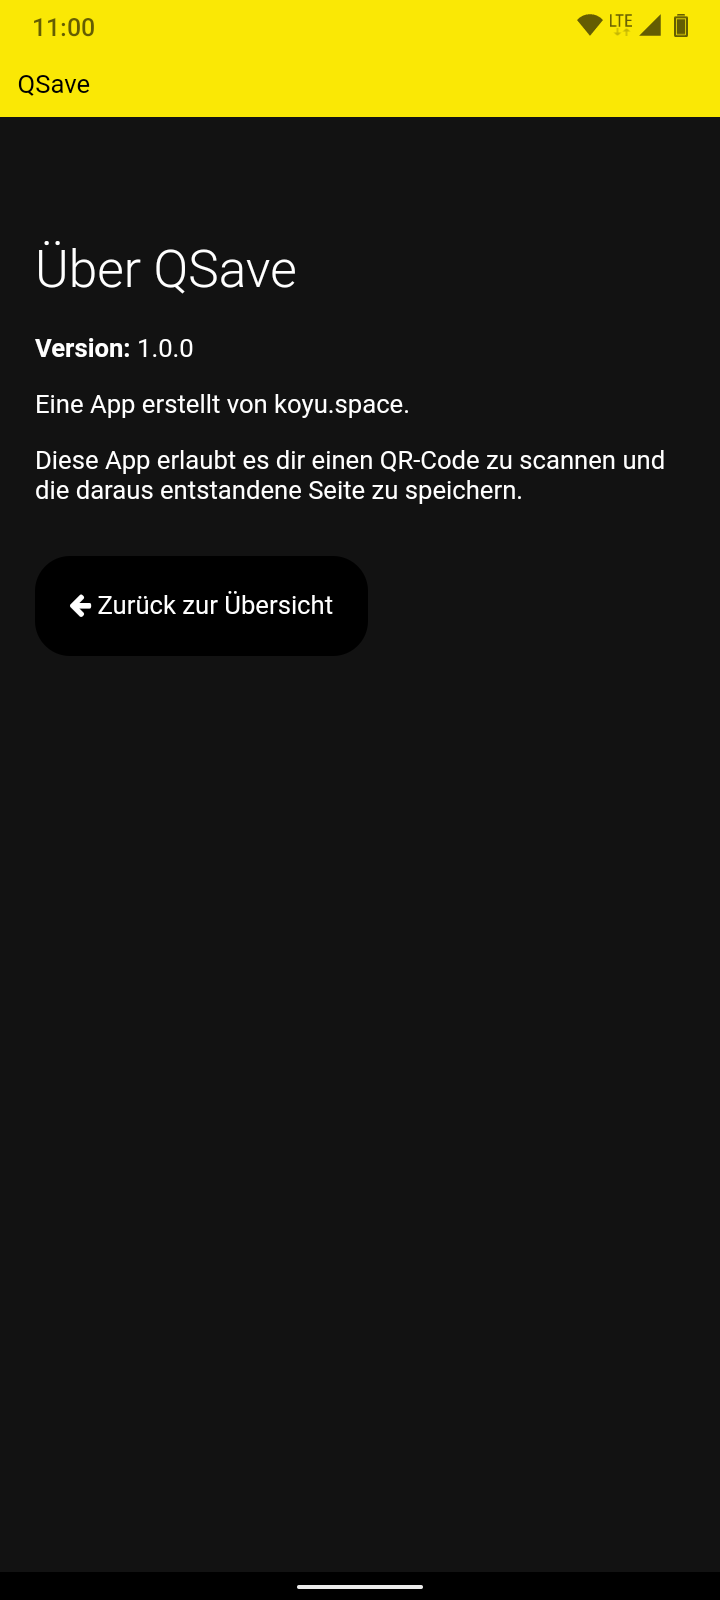 11:00
LTE
QSave
Über QSave
Version: 1.0.0
Eine App erstellt von koyu.space.
Diese App erlaubt es dir einen QR-Code zu scannen und
die daraus entstandene Seite zu speichern.
Zurück zur Übersicht